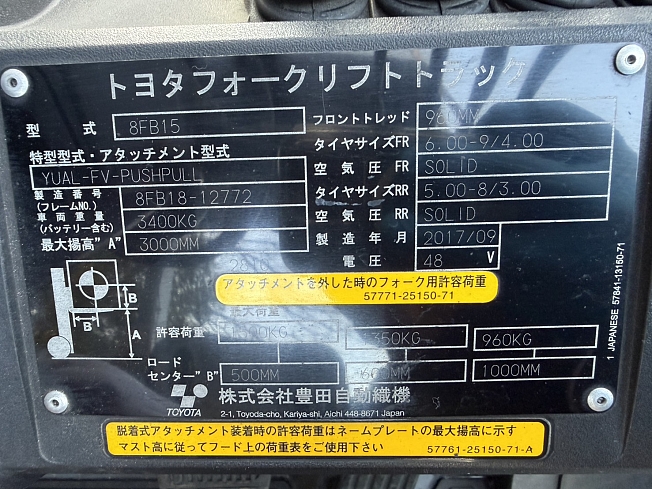 トヨタフォークリフトトラック
型式 8FB15
フロントトレッド 960MM
タイヤサイズFR 6.00-9/4.00
特型型式・アタッチメント型式
YUAL-FV-PUSHPULL
空気圧FR SOLID
製造番号(フレームNO.) 8FB18-12772
タイヤサイズRR 5.00-8/3.00
車両重量(バッテリー含む) 3400KG
空気圧RR SOLID
最大揚高"A" 3000MM
製造年月 2017/09
電圧 48 V
アタッチメントを外した時のフォーク用許容荷重
57771-25150-71
最大荷重
B
B
A
許容荷重 350KG 960KG
ロードセンター"B" 500MM 600MM 1000MM
TOYOTA
株式会社豊田自動織機
2-1, Toyoda-cho, Kariya-shi, Aichi 448-8671 Japan
脱着式アタッチメント装着時の許容荷重はネームプレートの最大揚高に示す
マスト高に従ってフード上の荷重表をご使用下さい
57761-25150-71-A
1 JAPANESE 57841-13160-71